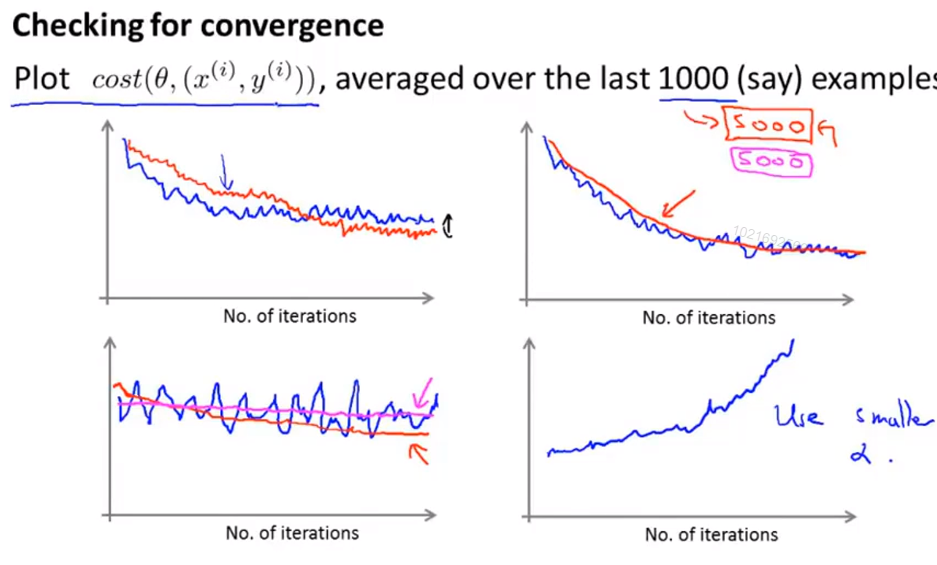 Checking for convergence
Plot cost(θ, (x⁽ⁱ⁾, y⁽ⁱ⁾)), averaged over the last 1000 (say) examples
5000
5000
No. of iterations
No. of iterations
Use smaller
α.
No. of iterations
No. of iterations